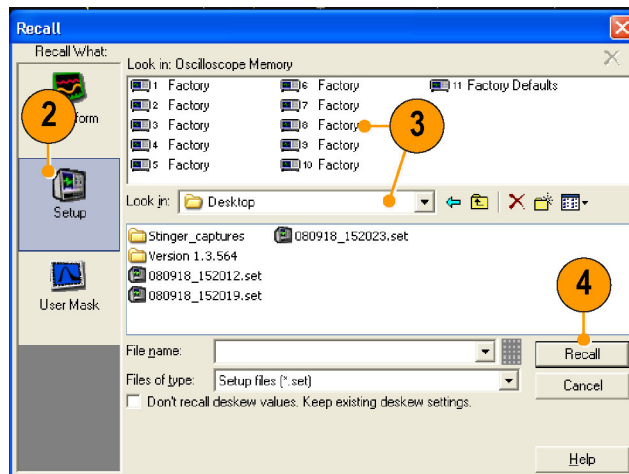 Recall
Recall What:
Look in: Oscilloscope Memory
1 Factory
6 Factory
11 Factory Defaults
2 Factory
7 Factory
3 Factory
8 Factory
4 Factory
9 Factory
5 Factory
10 Factory
2
form
3
Setup
Look in:
Desktop
Stinger_captures
080918_152023.set
Version 1.3.564
080918_152012.set
080918_152019.set
User Mask
4
File name:
Recall
Files of type:
Setup files (*.set)
Cancel
Don't recall deskew values. Keep existing deskew settings.
Help